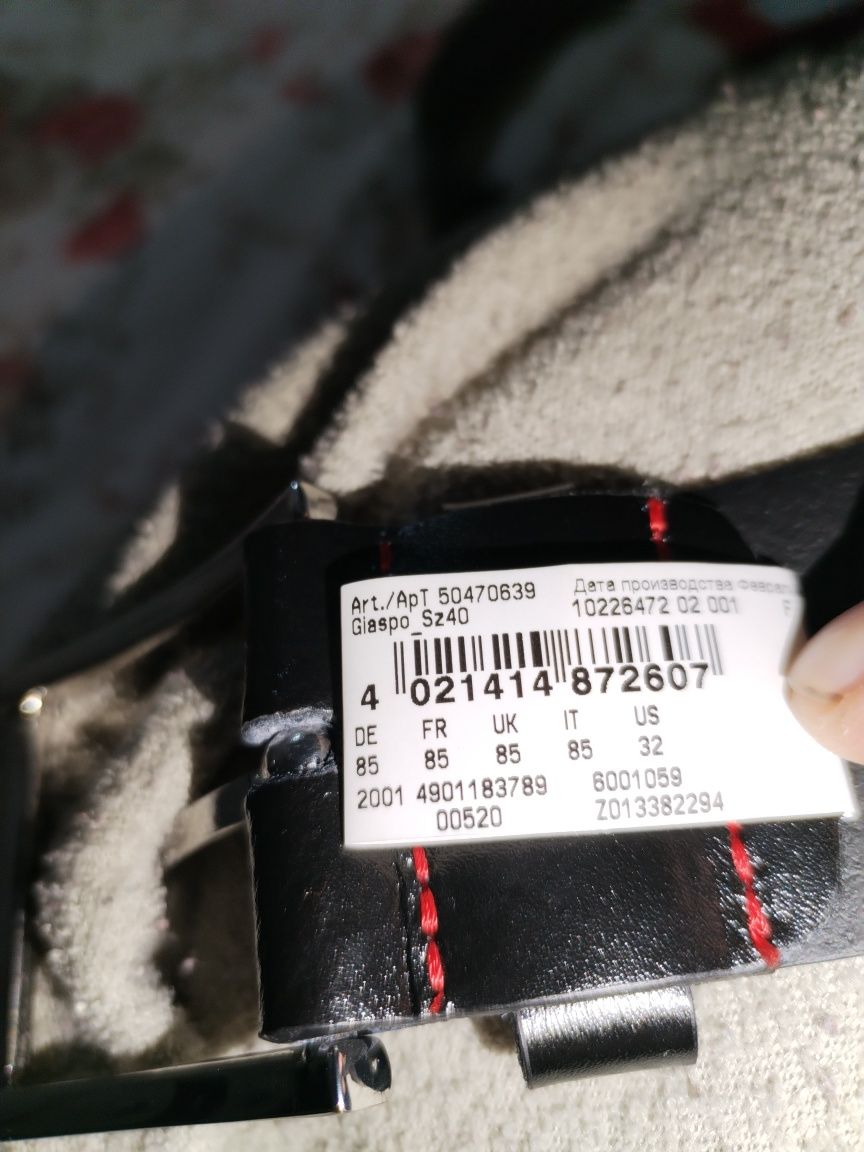 Art./Арт 50470639
Giaspo_Sz40
Дата производства
10226472 02 001
4 021414 872607
DE FR UK IT US
85 85 85 85 32
2001 4901183789 6001059
00520 Z013382294